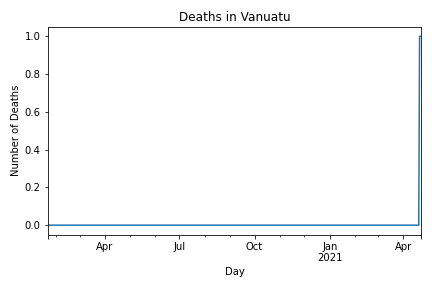 Deaths in Vanuatu
1.0
0.8
0.6
0.4
0.2
0.0
Number of Deaths
Apr
Jul
Oct
Jan
2021
Apr
Day